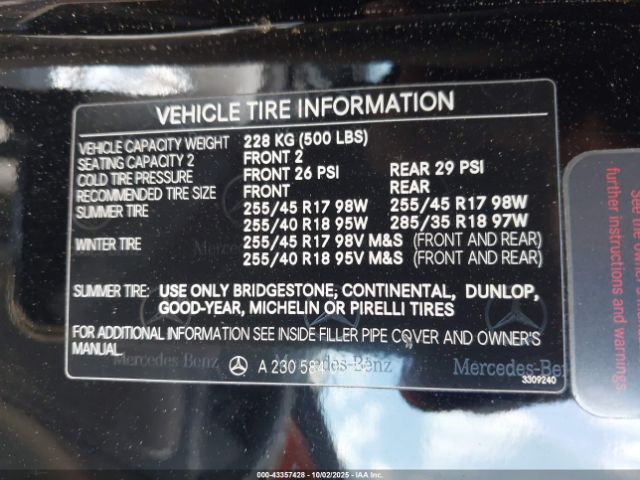 VEHICLE TIRE INFORMATION
VEHICLE CAPACITY WEIGHT 228 KG (500 LBS)
SEATING CAPACITY 2 FRONT 2
COLD TIRE PRESSURE FRONT 26 PSI REAR 29 PSI
RECOMMENDED TIRE SIZE FRONT REAR
SUMMER TIRE 255/45 R17 98W 255/45 R17 98W
255/40 R18 95W 285/35 R18 97W
WINTER TIRE 255/45 R17 98V M&S (FRONT AND REAR)
255/40 R18 95V M&S (FRONT AND REAR)
SUMMER TIRE: USE ONLY BRIDGESTONE, CONTINENTAL, DUNLOP,
GOOD-YEAR, MICHELIN OR PIRELLI TIRES
FOR ADDITIONAL INFORMATION SEE INSIDE FILLER PIPE COVER AND OWNER'S
MANUAL.
Mercedes-Benz A 230 584 Mercedes-Be
3309240
further instructions and warnings
000-43357428 - 10/02/2025 - IAAI.com